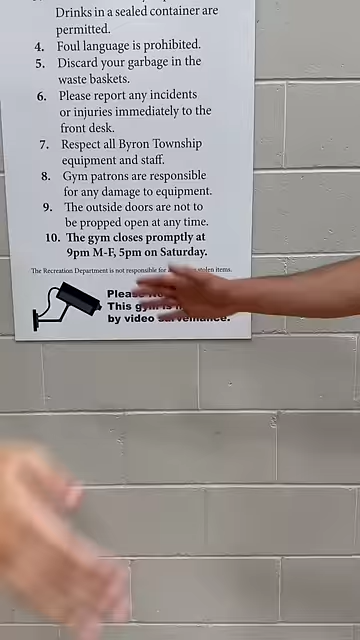 Drinks in a sealed container are
permitted.
4. Foul language is prohibited.
5. Discard your garbage in the
waste baskets.
6. Please report any incidents
or injuries immediately to the
front desk.
7. Respect all Byron Township
equipment and staff.
8. Gym patrons are responsible
for any damage to equipment.
9. The outside doors are not to
be propped open at any time.
10. The gym closes promptly at
9pm M-F, 5pm on Saturday.
The Recreation Department is not responsible for stolen items.
Please
This gym is
by video surveillance.